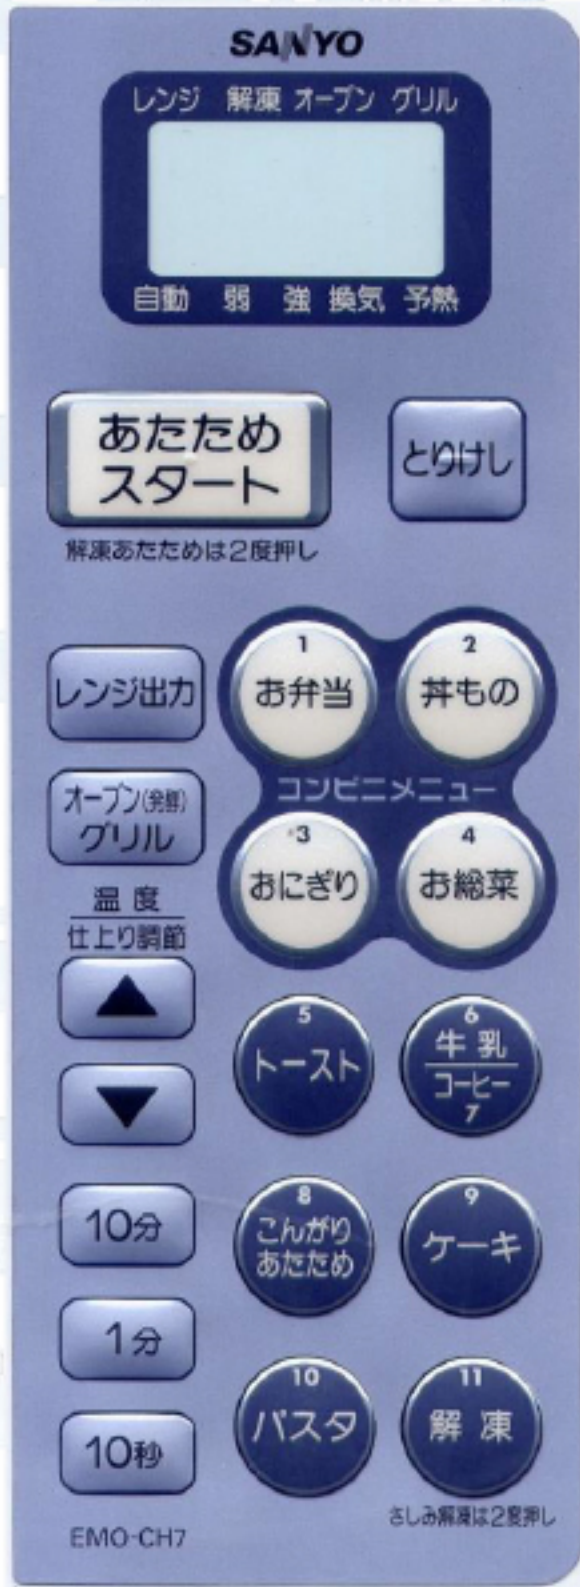 SANYO
レンジ 解凍 オーブン グリル
自動 弱 強 換気 予熱
あたため
スタート
とりけし
解凍あたためは2度押し
レンジ出力
オーブン(発酵)
グリル
温度
仕上り調節
▲
▼
10分
1分
10秒
EMO-CH7
1
お弁当
2
丼もの
コンビニメニュー
3
おにぎり
4
お総菜
5
トースト
6
牛乳
コーヒー
7
8
こんがり
あたため
9
ケーキ
10
パスタ
11
解凍
さしみ解凍は2度押し